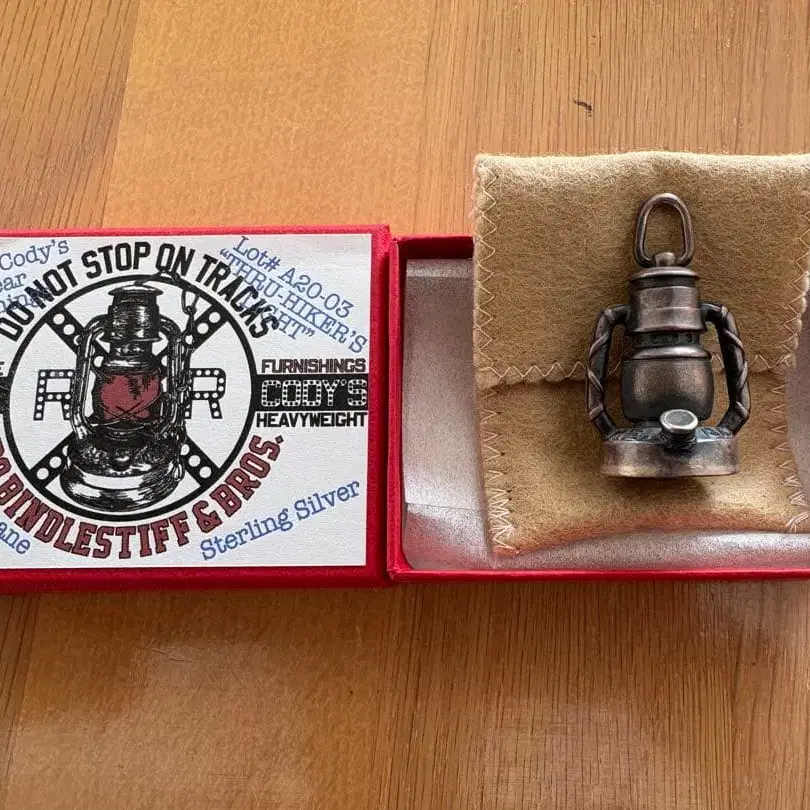 Cody's
DO NOT STOP ON TRACKS
Lot# A20-03
"THRU-HIKER'S
R R
FURNISHINGS
CODY'S
HEAVYWEIGHT
BINDLESTIFF & BROS.
Sterling Silver